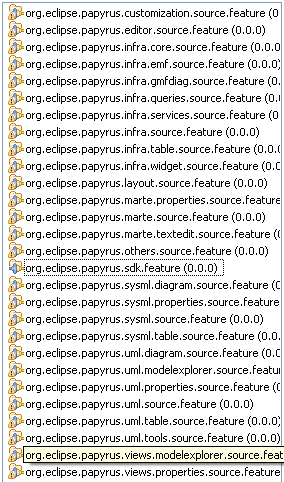 org.eclipse.papyrus.customization.source.feature (0
org.eclipse.papyrus.editor.source.feature (0.0.0)
org.eclipse.papyrus.infra.core.source.feature (0.0.
org.eclipse.papyrus.infra.emf.source.feature (0.0.0
org.eclipse.papyrus.infra.gmfdiag.source.feature (0
org.eclipse.papyrus.infra.queries.source.feature (0
org.eclipse.papyrus.infra.services.source.feature (
org.eclipse.papyrus.infra.source.feature (0.0.0)
org.eclipse.papyrus.infra.table.source.feature (0.0
org.eclipse.papyrus.infra.widget.source.feature (0.
org.eclipse.papyrus.layout.source.feature (0.0.0)
org.eclipse.papyrus.marte.properties.source.feature
org.eclipse.papyrus.marte.source.feature (0.0.0)
org.eclipse.papyrus.marte.textedit.source.feature (
org.eclipse.papyrus.others.source.feature (0.0.0)
org.eclipse.papyrus.sdk.feature (0.0.0)
org.eclipse.papyrus.sysml.diagram.source.feature (
org.eclipse.papyrus.sysml.properties.source.feature
org.eclipse.papyrus.sysml.source.feature (0.0.0)
org.eclipse.papyrus.sysml.table.source.feature (0.0
org.eclipse.papyrus.uml.diagram.source.feature (0.
org.eclipse.papyrus.uml.modelexplorer.source.featur
org.eclipse.papyrus.uml.properties.source.feature (
org.eclipse.papyrus.uml.source.feature (0.0.0)
org.eclipse.papyrus.uml.table.source.feature (0.0.
org.eclipse.papyrus.uml.tools.source.feature (0.0.0
org.eclipse.papyrus.views.modelexplorer.source.feat
org.eclipse.papyrus.views.properties.source.feature